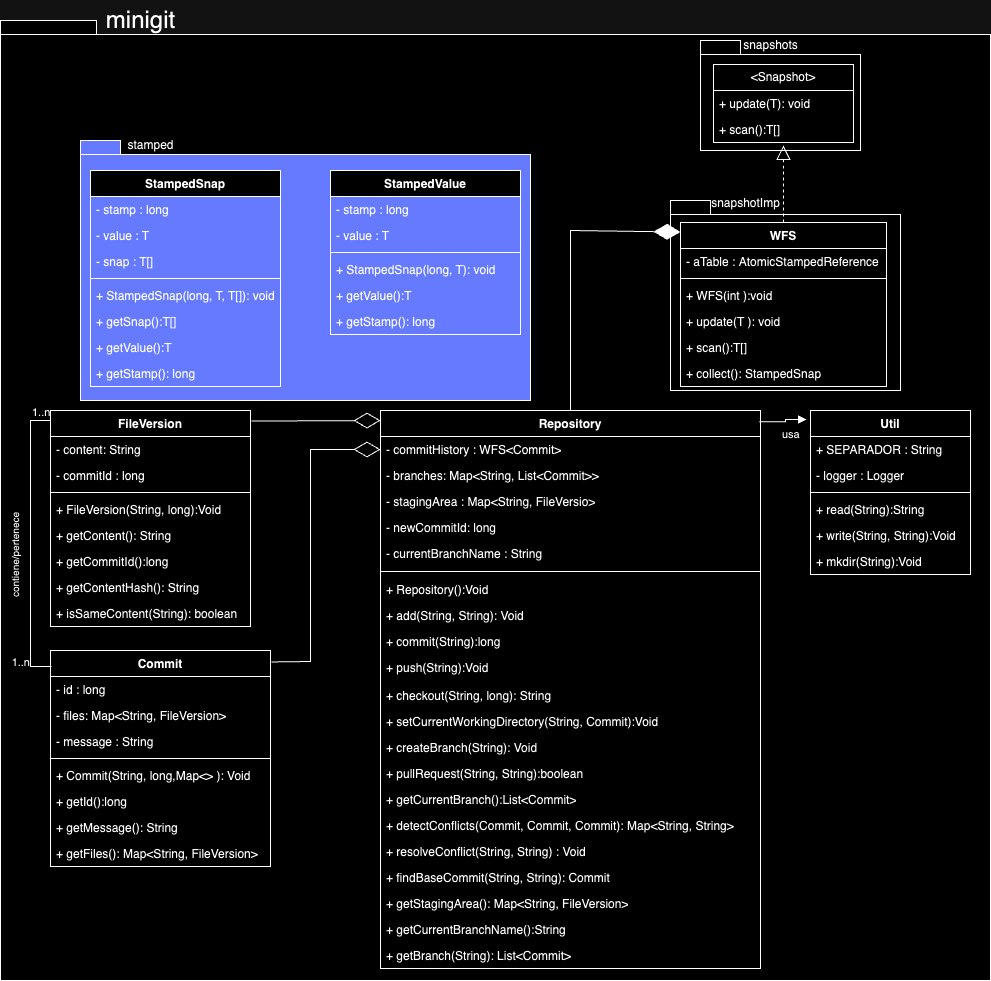 minigit
snapshots
<Snapshot>
+ update(T): void
+ scan():T[]
stamped
StampedSnap
- stamp : long
- value : T
- snap : T[]
+ StampedSnap(long, T, T[]): void
+ getSnap():T[]
+ getValue():T
+ getStamp(): long
StampedValue
- stamp : long
- value : T
+ StampedSnap(long, T): void
+ getValue():T
+ getStamp(): long
snapshotImp
WFS
- aTable : AtomicStampedReference
+ WFS(int ):void
+ update(T ): void
+ scan():T[]
+ collect(): StampedSnap
1..n
FileVersion
- content: String
- commitId : long
+ FileVersion(String, long):Void
+ getContent(): String
+ getCommitId():long
+ getContentHash(): String
+ isSameContent(String): boolean
contiene/pertenece
1..n
Commit
- id : long
- files: Map<String, FileVersion>
- message : String
+ Commit(String, long,Map<> ): Void
+ getId():long
+ getMessage(): String
+ getFiles(): Map<String, FileVersion>
Repository
- commitHistory : WFS<Commit>
- branches: Map<String, List<Commit>>
- stagingArea : Map<String, FileVersio>
- newCommitId: long
- currentBranchName : String
+ Repository():Void
+ add(String, String): Void
+ commit(String):long
+ push(String):Void
+ checkout(String, long): String
+ setCurrentWorkingDirectory(String, Commit):Void
+ createBranch(String): Void
+ pullRequest(String, String):boolean
+ getCurrentBranch():List<Commit>
+ detectConflicts(Commit, Commit, Commit): Map<String, String>
+ resolveConflict(String, String) : Void
+ findBaseCommit(String, String): Commit
+ getStagingArea(): Map<String, FileVersion>
+ getCurrentBranchName():String
+ getBranch(String): List<Commit>
usa
Util
+ SEPARADOR : String
- logger : Logger
+ read(String):String
+ write(String, String):Void
+ mkdir(String):Void